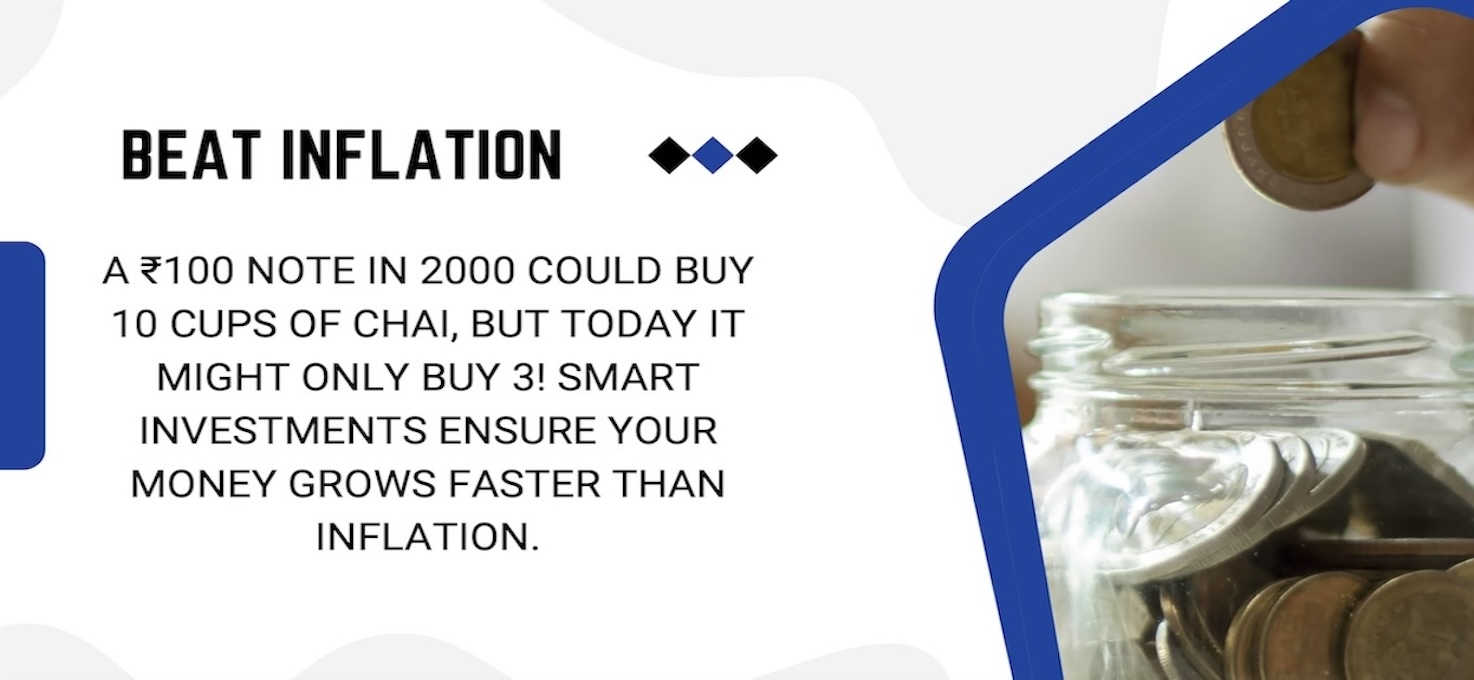 BEAT INFLATION
A ₹100 NOTE IN 2000 COULD BUY
10 CUPS OF CHAI, BUT TODAY IT
MIGHT ONLY BUY 3! SMART
INVESTMENTS ENSURE YOUR
MONEY GROWS FASTER THAN
INFLATION.